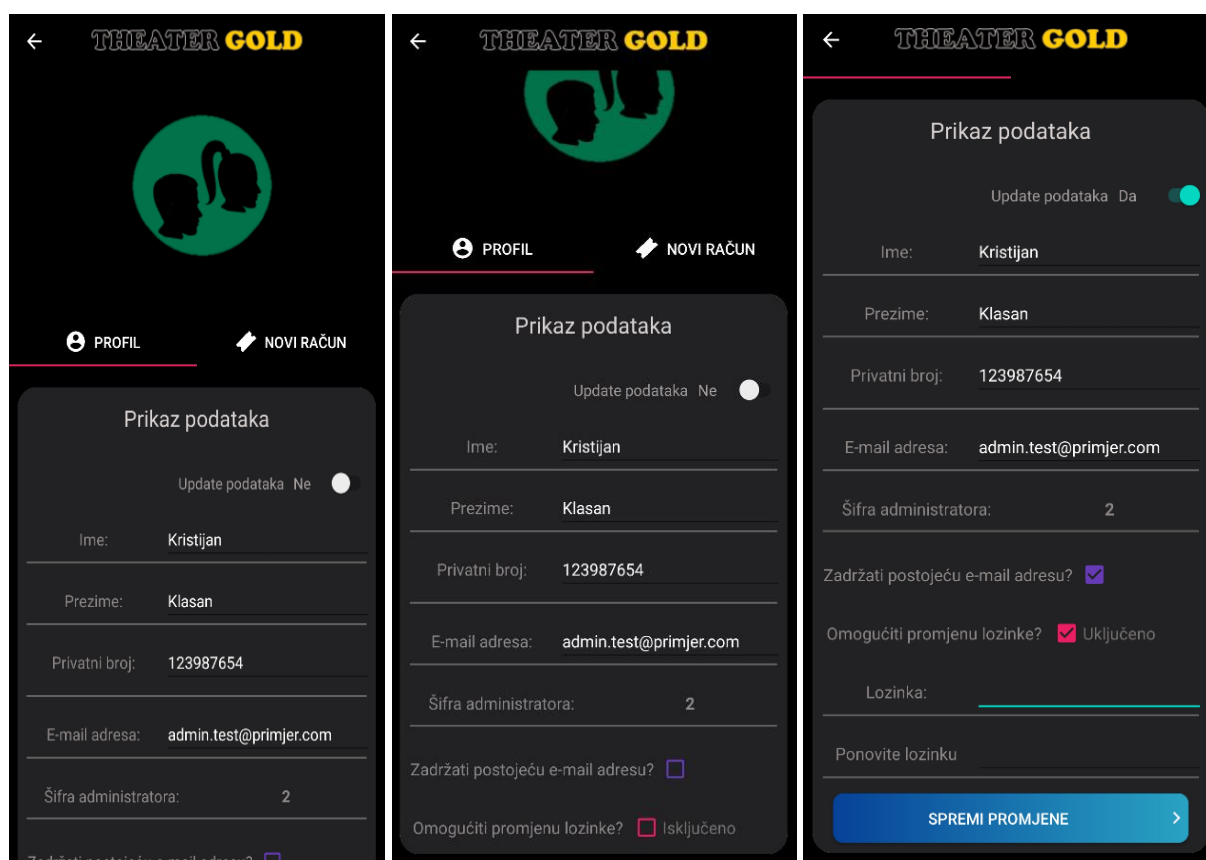 THEATER GOLD
PROFIL
NOVI RAČUN
Prikaz podataka
Update podataka Ne
Ime: Kristijan
Prezime: Klasan
Privatni broj: 123987654
E-mail adresa: admin.test@primjer.com
Šifra administratora: 2
Zadržati postojeću e-mail adresu?
THEATER GOLD
PROFIL
NOVI RAČUN
Prikaz podataka
Update podataka Ne
Ime: Kristijan
Prezime: Klasan
Privatni broj: 123987654
E-mail adresa: admin.test@primjer.com
Šifra administratora: 2
Zadržati postojeću e-mail adresu?
Omogućiti promjenu lozinke? Isključeno
THEATER GOLD
Prikaz podataka
Update podataka Da
Ime: Kristijan
Prezime: Klasan
Privatni broj: 123987654
E-mail adresa: admin.test@primjer.com
Šifra administratora: 2
Zadržati postojeću e-mail adresu?
Omogućiti promjenu lozinke? Uključeno
Lozinka:
Ponovite lozinku
SPREMI PROMJENE